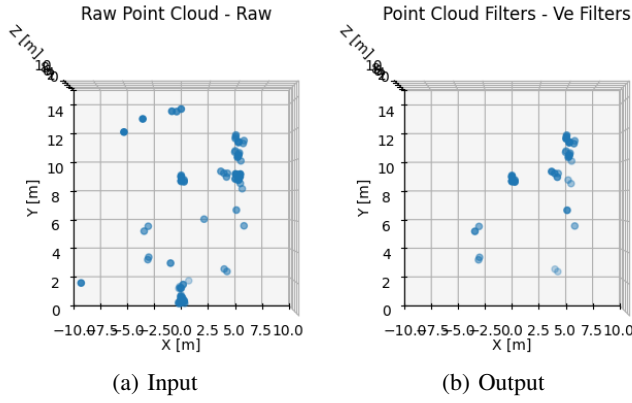 Raw Point Cloud - Raw
Z [m]
Y [m]
14
12
10
8
6
4
2
0
−10.0 −7.5 −5.0 −2.5 0.0 2.5 5.0 7.5 10.0
X [m]
(a) Input
Point Cloud Filters - Ve Filters
Z [m]
Y [m]
14
12
10
8
6
4
2
0
−10.0 −7.5 −5.0 −2.5 0.0 2.5 5.0 7.5 10.0
X [m]
(b) Output